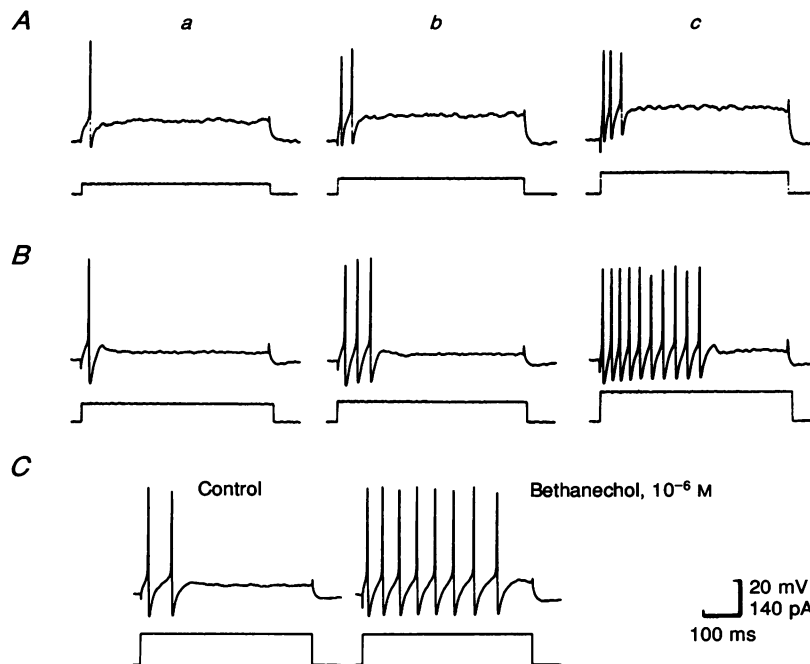 A
a b c
B
C
Control
Bethanechol, 10⁻⁶ M
20 mV
140 pA
100 ms